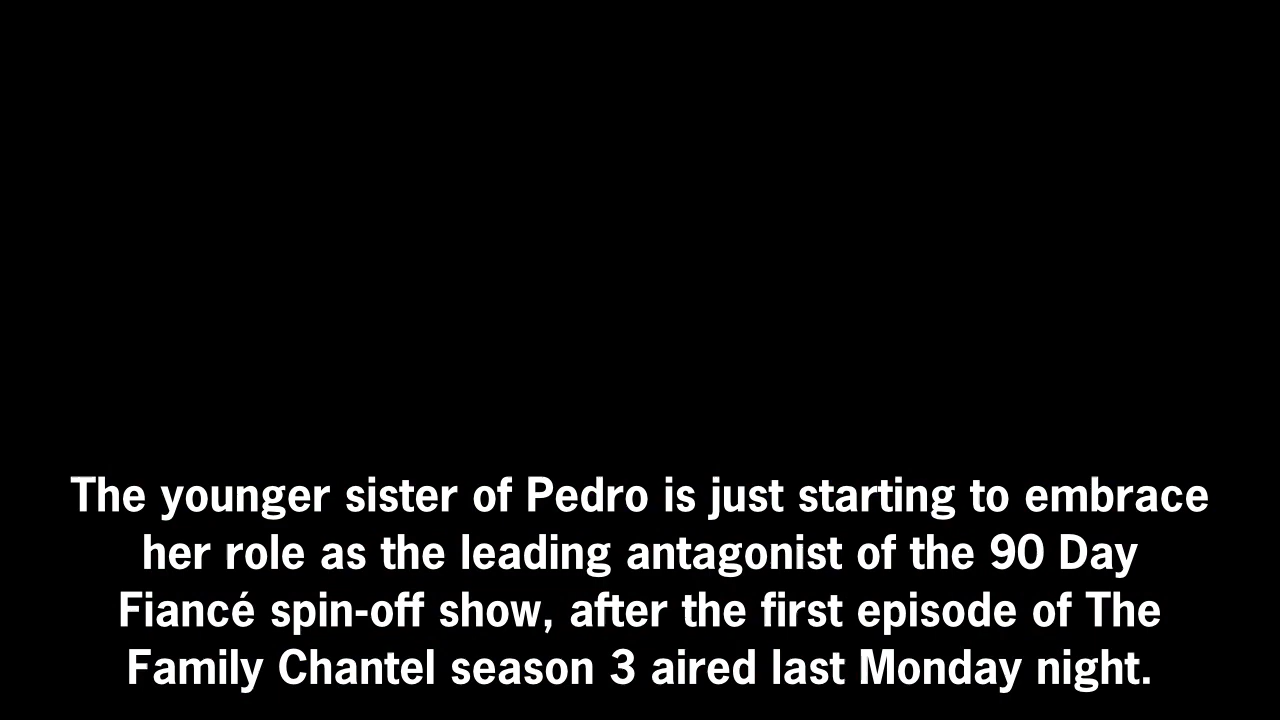 The younger sister of Pedro is just starting to embrace
her role as the leading antagonist of the 90 Day
Fiancé spin-off show, after the first episode of The
Family Chantel season 3 aired last Monday night.